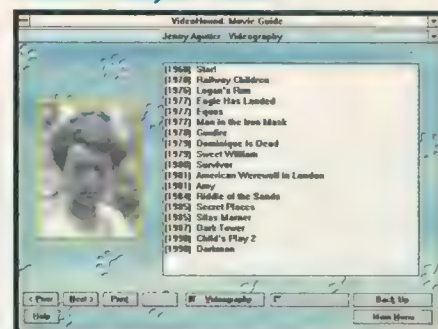 VideoHound: Movie Guide
Jenny Agutter - Videography
(1968) Star!
(1970) Railway Children
(1976) Logan's Run
(1977) Eagle Has Landed
(1977) Equus
(1977) Man in the Iron Mask
(1978) Gunfire
(1979) Dominique Is Dead
(1979) Sweet William
(1980) Survivor
(1981) American Werewolf in London
(1981) Amy
(1984) Riddle of the Sands
(1985) Secret Places
(1985) Silas Marner
(1987) Dark Tower
(1990) Child's Play 2
(1990) Darkman
< Prev Next > Print Videography Back Up
Help Main Menu